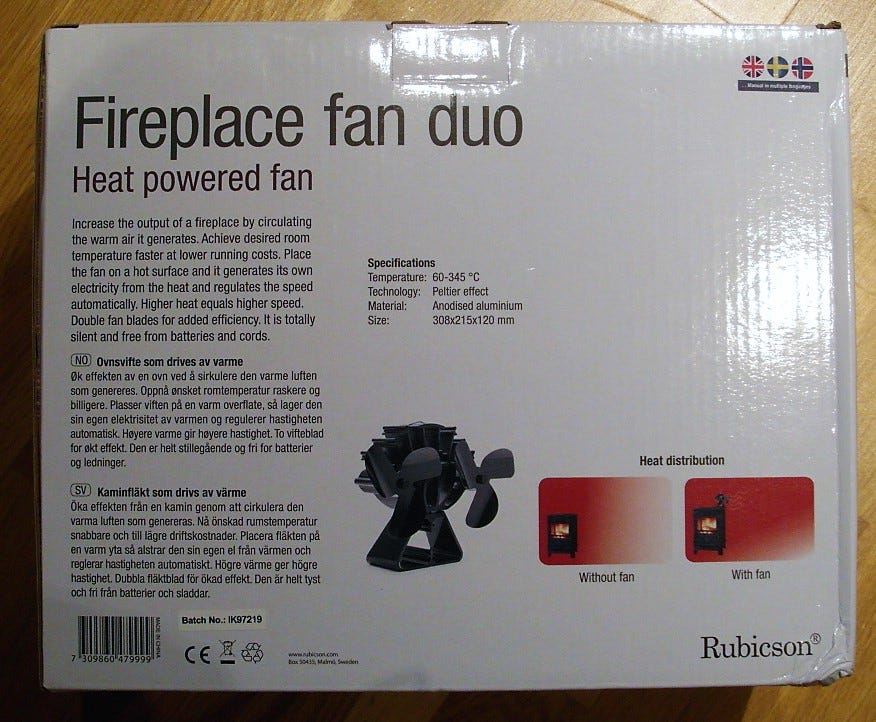 Manual in multiple languages
Fireplace fan duo
Heat powered fan
Increase the output of a fireplace by circulating
the warm air it generates. Achieve desired room
temperature faster at lower running costs. Place
the fan on a hot surface and it generates its own
electricity from the heat and regulates the speed
automatically. Higher heat equals higher speed.
Double fan blades for added efficiency. It is totally
silent and free from batteries and cords.
NO Ovnsvifte som drives av varme
Øk effekten av en ovn ved å sirkulere den varme luften
som genereres. Oppnå ønsket romtemperatur raskere og
billigere. Plasser viften på en varm overflate, så lager den
sin egen elektrisitet av varmen og regulerer hastigheten
automatisk. Høyere varme gir høyere hastighet. To vifteblad
for økt effekt. Den er helt stillegående og fri for batterier
og ledninger.
SV Kaminfläkt som drivs av värme
Öka effekten från en kamin genom att cirkulera den
varma luften som genereras. Nå önskad rumstemperatur
snabbare och till lägre driftskostnader. Placera fläkten på
en varm yta så alstrar den sin egen el från värmen och
reglerar hastigheten automatiskt. Högre värme ger högre
hastighet. Dubbla fläktblad för ökad effekt. Den är helt tyst
och fri från batterier och sladdar.
Specifications
Temperature: 60-345 °C
Technology: Peltier effect
Material: Anodised aluminium
Size: 308x215x120 mm
Heat distribution
Without fan
With fan
7 309860 479999
MADE IN CHINA
Batch No.: IK97219
CE
www.rubicson.com
Box 50435, Malmö, Sweden
Rubicson®